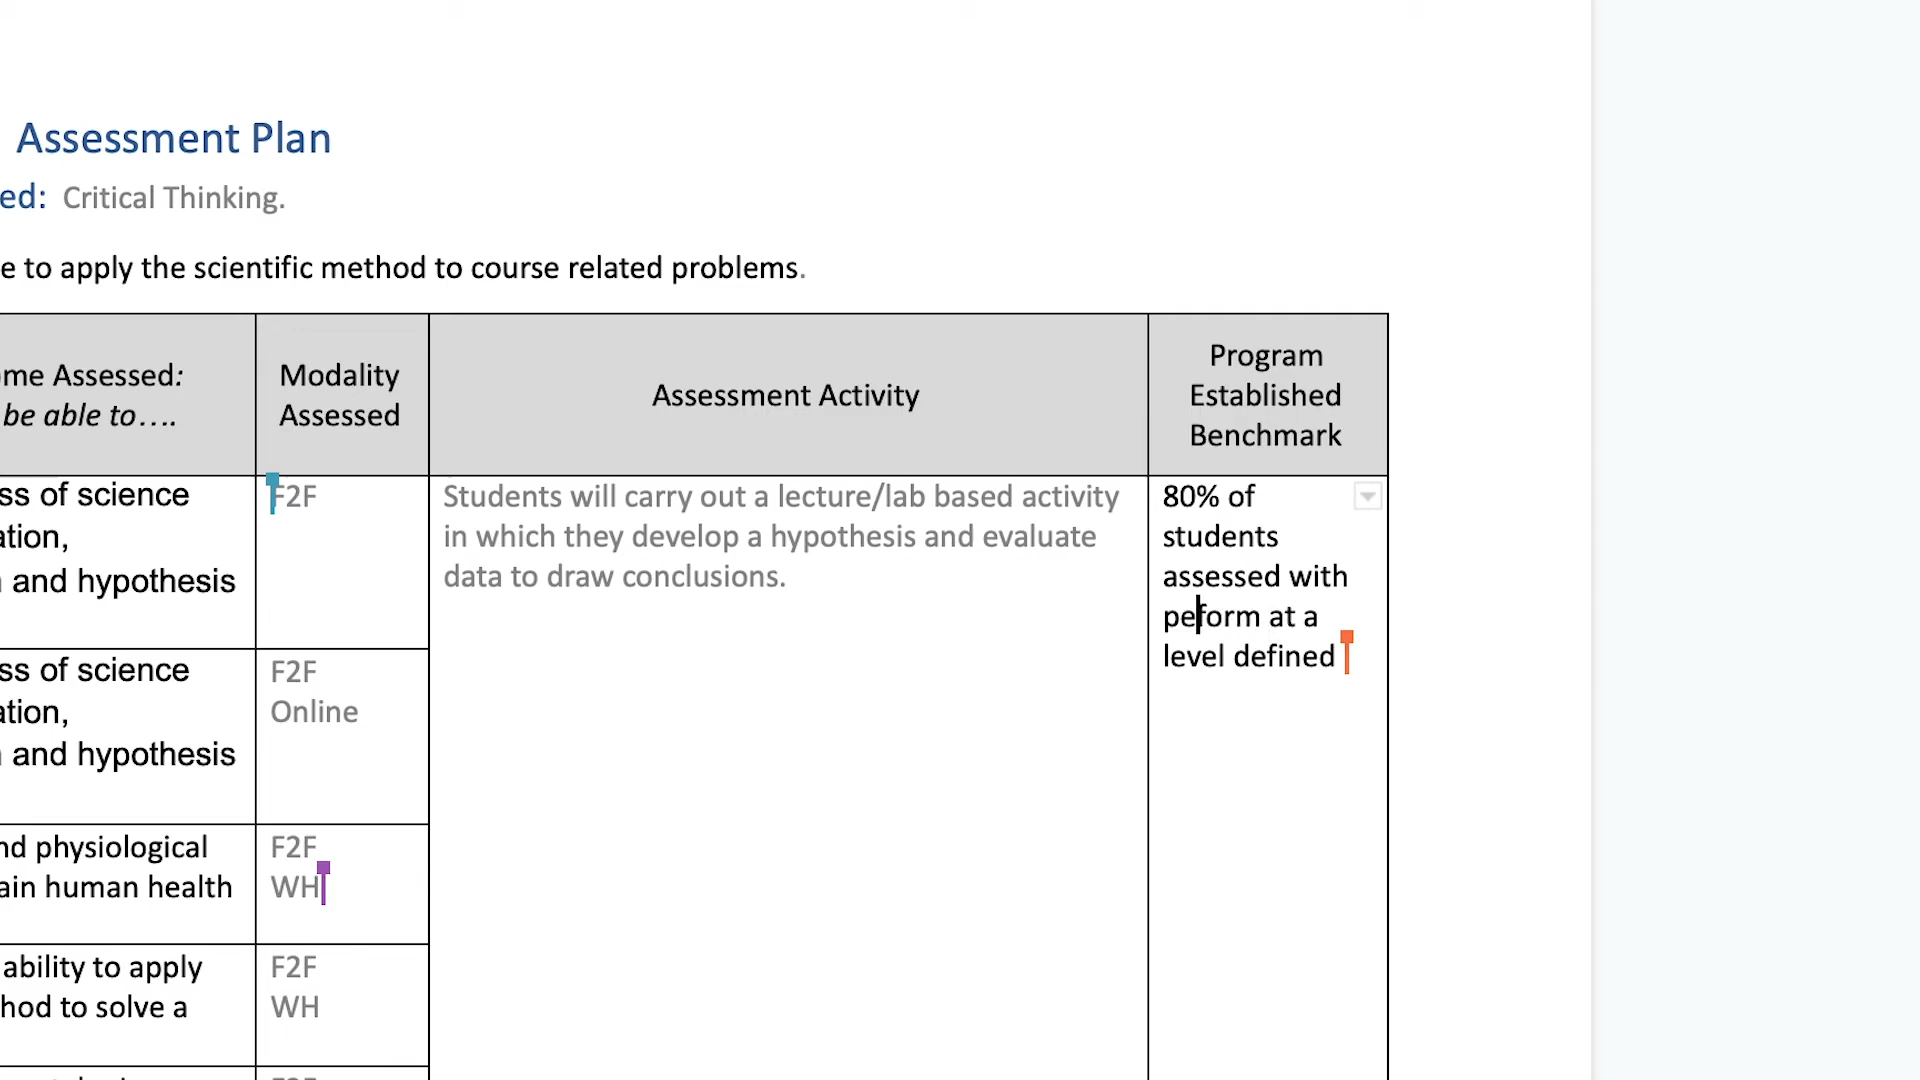 Assessment Plan
ed: Critical Thinking.
e to apply the scientific method to course related problems.
me Assessed:
be able to….
Modality
Assessed
Assessment Activity
Program
Established
Benchmark
ss of science
ation,
and hypothesis
F2F
Students will carry out a lecture/lab based activity
in which they develop a hypothesis and evaluate
data to draw conclusions.
80% of
students
assessed with
peform at a
level defined
ss of science
ation,
and hypothesis
F2F
Online
nd physiological
ain human health
F2F
WH
ability to apply
hod to solve a
F2F
WH